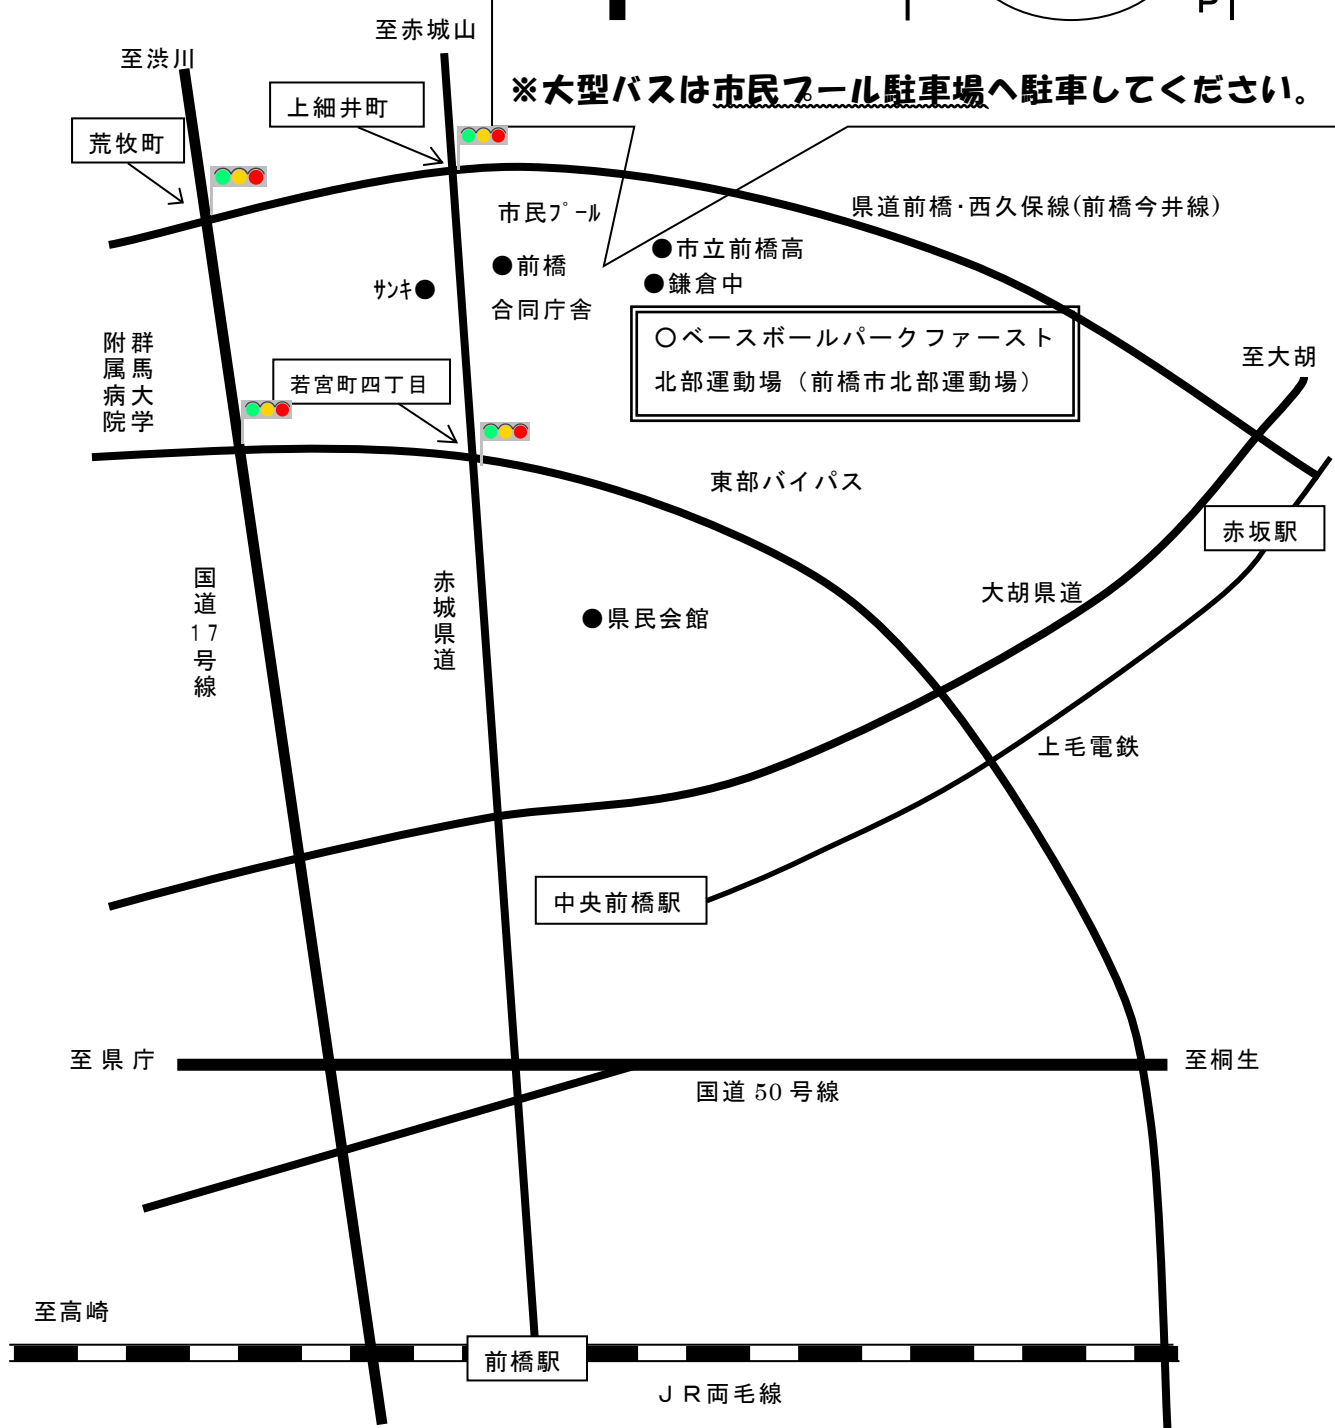 P
至赤城山
至渋川
※大型バスは市民プール駐車場へ駐車してください。
上細井町
荒牧町
県道前橋･西久保線(前橋今井線)
市民ﾌﾟｰﾙ
●市立前橋高
●前橋
合同庁舎
●鎌倉中
ｻﾝｷ●
○ベースボールパークファースト
北部運動場（前橋市北部運動場）
群馬大学
附属病院
至大胡
若宮町四丁目
東部バイパス
赤坂駅
国道17号線
赤城県道
大胡県道
●県民会館
上毛電鉄
中央前橋駅
至県庁
至桐生
国道 50 号線
至高崎
前橋駅
ＪＲ両毛線